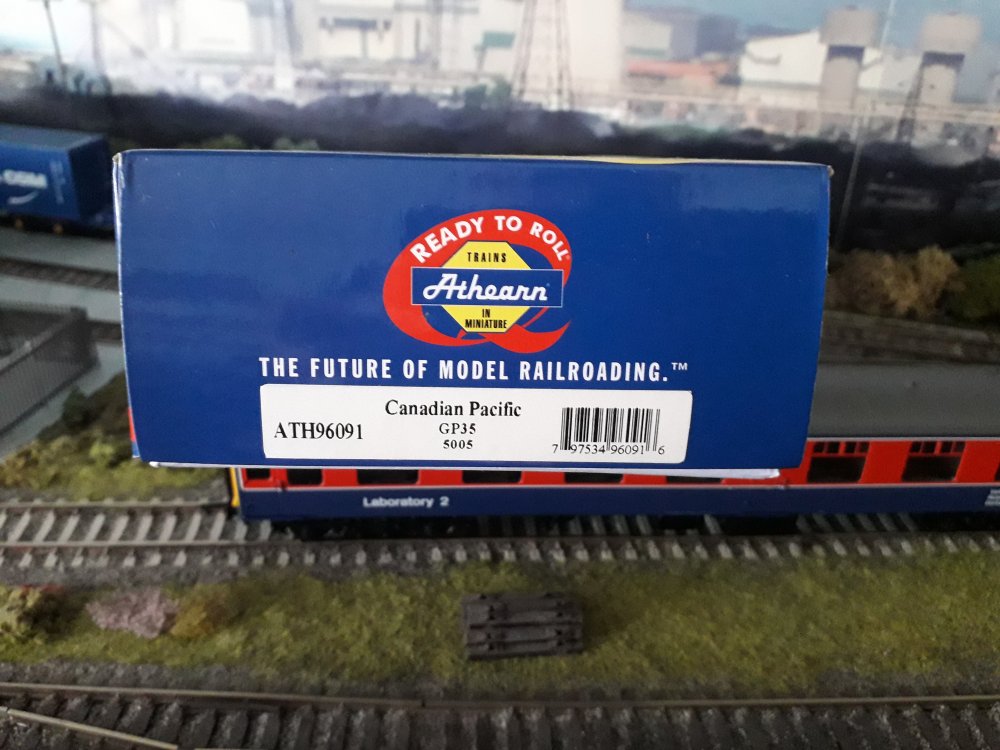 READY TO ROLL
TRAINS
Athearn
IN
MINIATURE
THE FUTURE OF MODEL RAILROADING.™
Canadian Pacific
ATH96091
GP35
5005
7 97534 96091 6
Laboratory 2